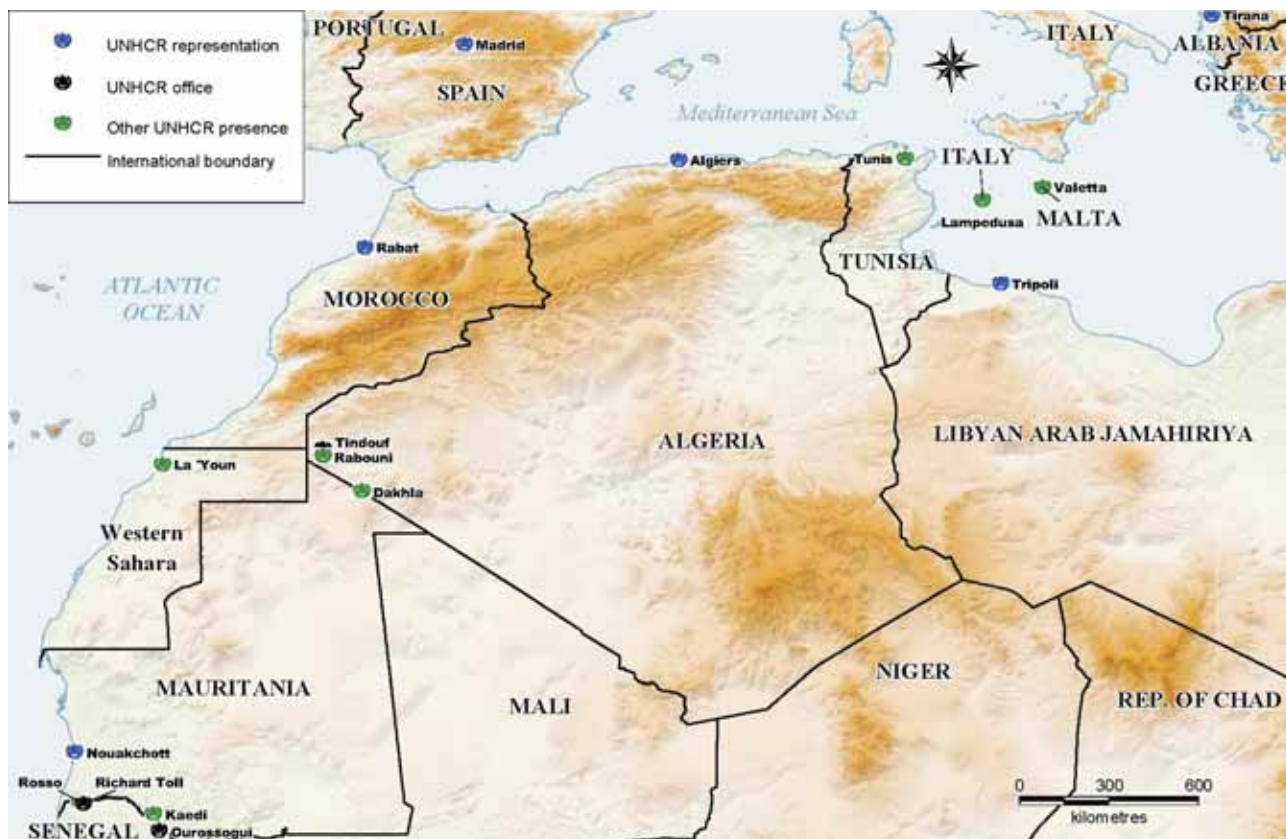 UNHCR representation
UNHCR office
Other UNHCR presence
International boundary
PORTUGAL
Madrid
SPAIN
ITALY
Tirana
ALBANIA
GREECE
Mediterranean Sea
Algiers
Tunis
ITALY
Valetta
Lampedusa
MALTA
Rabat
TUNISIA
Tripoli
ATLANTIC
OCEAN
MOROCCO
Tindouf
Rabouni
ALGERIA
LIBYAN ARAB JAMAHIRIYA
La 'Youn
Dakhla
Western
Sahara
MAURITANIA
MALI
NIGER
REP. OF CHAD
Nouakchott
Rosso
Richard Toll
Kaedi
SENEGAL
Ourossogui
0 300 600
kilometres